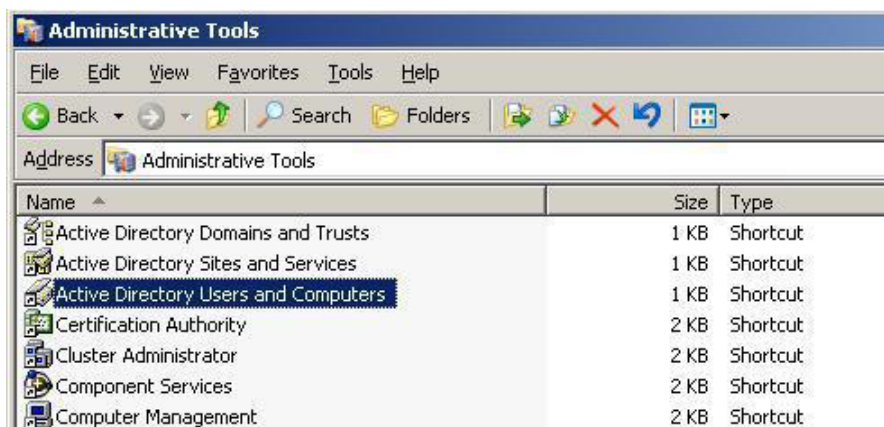 Administrative Tools
File Edit View Favorites Tools Help
Back Search Folders
Address Administrative Tools
Name Size Type
Active Directory Domains and Trusts 1 KB Shortcut
Active Directory Sites and Services 1 KB Shortcut
Active Directory Users and Computers 1 KB Shortcut
Certification Authority 2 KB Shortcut
Cluster Administrator 2 KB Shortcut
Component Services 2 KB Shortcut
Computer Management 2 KB Shortcut